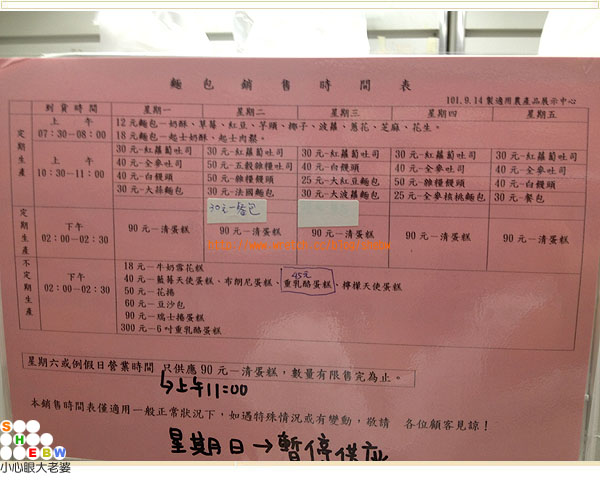 麵包銷售時間表
101.9.14製適用農產品展示中心
到貨時間 星期一 星期二 星期三 星期四 星期五
定期生產
上午
07:30-08:00
12元麵包-奶酥、草莓、紅豆、芋頭、椰子、波蘿、蔥花、芝麻、花生。
18元麵包-起士奶酥、起士肉鬆。
上午
10:30-11:00
30元-紅蘿蔔吐司 30元-紅蘿蔔吐司 30元-紅蘿蔔吐司 30元-紅蘿蔔吐司 30元-紅蘿蔔吐司
40元-全麥吐司 50元-五穀雜糧吐司 40元-白饅頭 40元-全麥吐司 40元-全麥吐司
40元-白饅頭 50元-雜糧饅頭 25元-大紅豆麵包 50元-雜糧饅頭 40元-白饅頭
30元-大蒜麵包 30元-法國麵包 30元-大波蘿麵包 25元-全麥核桃麵包 30元-餐包
30元-餐包
定期生產
下午
02:00-02:30
90元-清蛋糕 90元-清蛋糕 90元-清蛋糕 90元-清蛋糕 90元-清蛋糕
不定期生產
下午
02:00-02:30
18元-牛奶雪花糕
45元
40元-藍莓天使蛋糕、布朗尼蛋糕、重乳酪蛋糕、檸檬天使蛋糕
50元-花捲
60元-豆沙包
90元-瑞士捲蛋糕
300元-6吋重乳酪蛋糕
星期六或例假日營業時間 只供應90元-清蛋糕，數量有限售完為止。
上午11:00
本銷售時間表僅適用一般正常狀況下，如遇特殊情況或有變動，敬請 各位顧客見諒！
星期日→暫停供應
SHEBW
小心眼大老婆